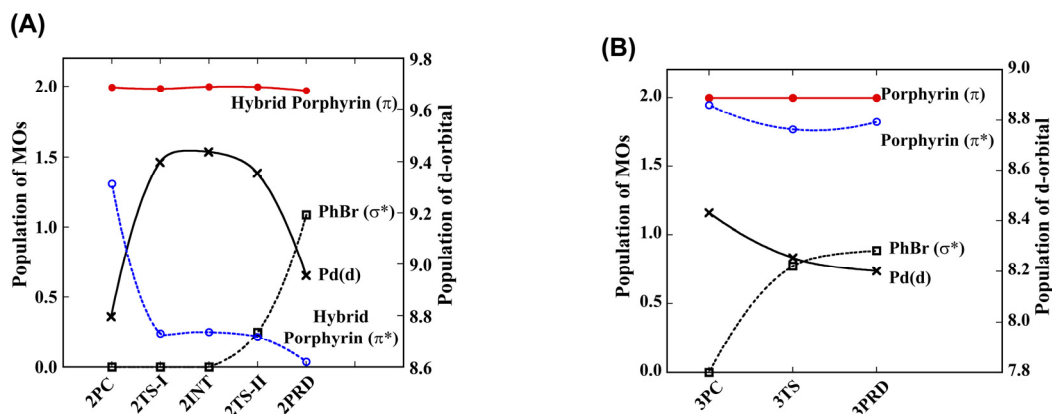 (A)
Population of MOs
2.0
1.5
1.0
0.5
0.0
Hybrid Porphyrin (π)
PhBr (σ*)
Pd(d)
Hybrid
Porphyrin (π*)
9.8
9.6
9.4
9.2
9.0
8.8
8.6
Population of d-orbital
2PC
2TS-I
2INT
2TS-II
2PRD
(B)
Population of MOs
2.0
1.5
1.0
0.5
0.0
Porphyrin (π)
Porphyrin (π*)
PhBr (σ*)
Pd(d)
9.0
8.8
8.6
8.4
8.2
8.0
7.8
Population of d-orbital
3PC
3TS
3PRD